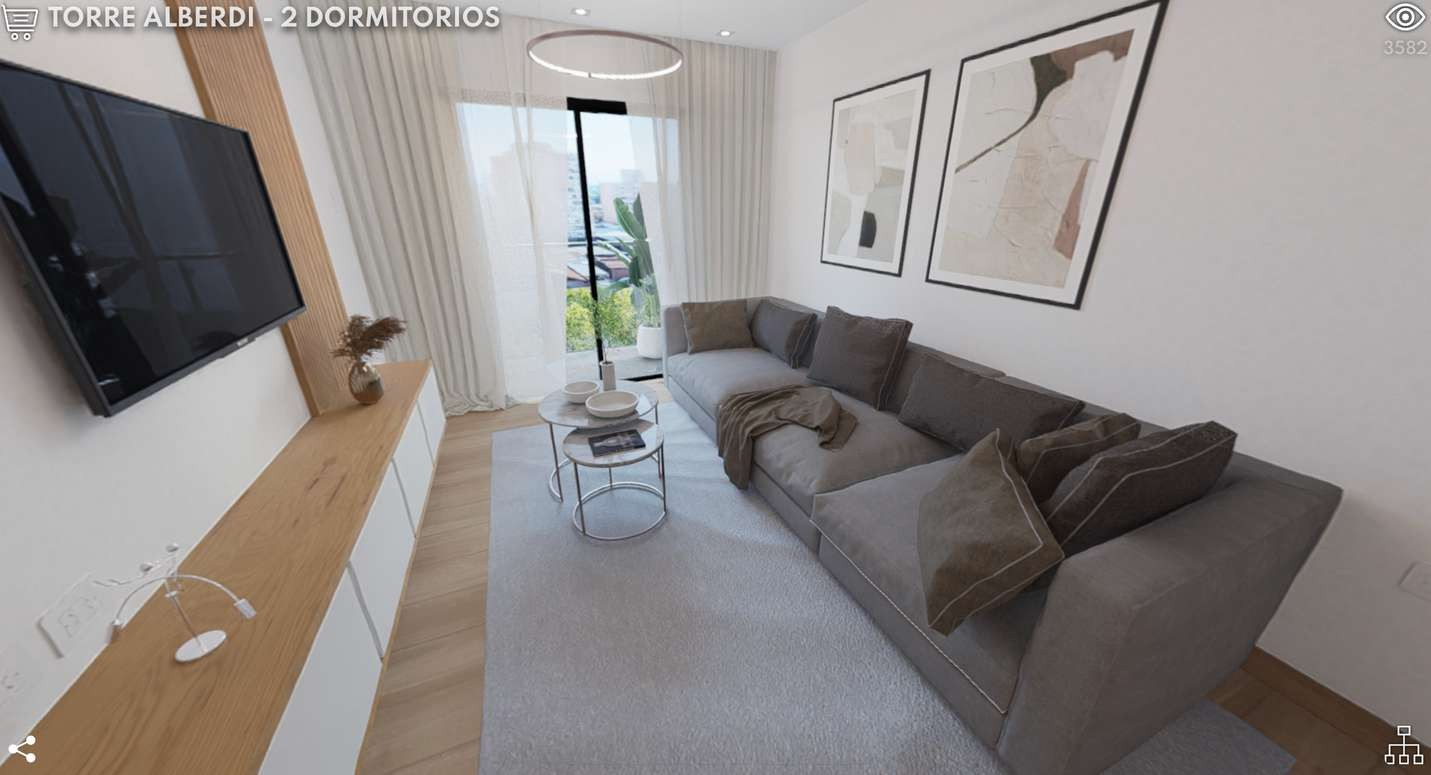 TORRE ALBERDI - 2 DORMITORIOS
3582